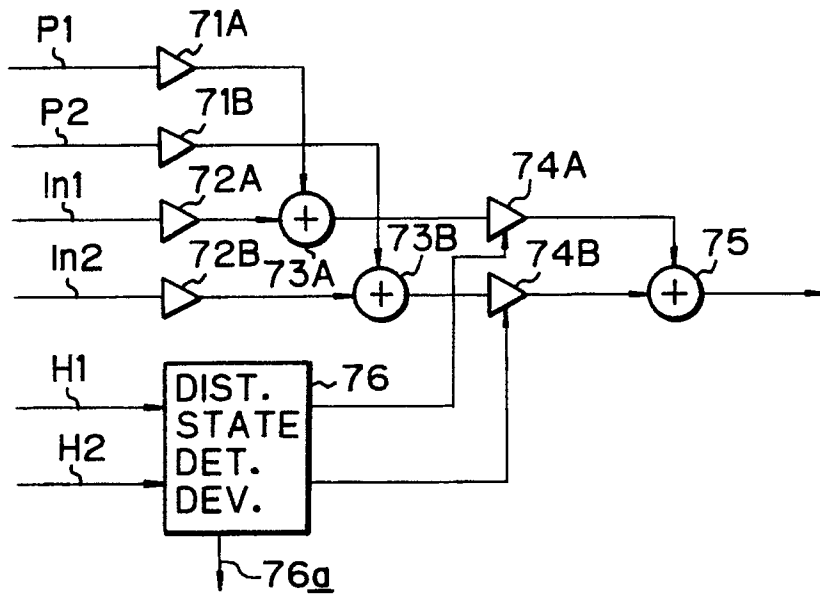 P1
71A
P2
71B
In1
72A
74A
In2
72B
73A
73B
74B
75
H1
76
H2
DIST.
STATE
DET.
DEV.
76a